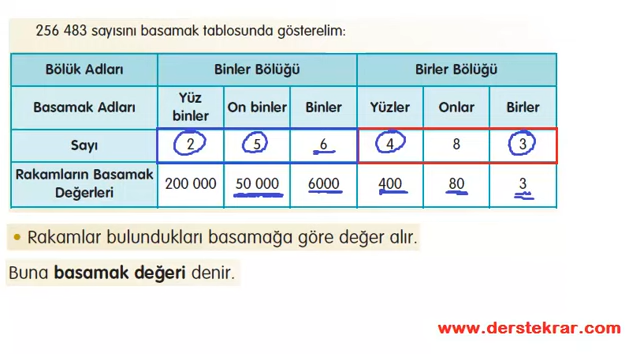 256 483 sayısını basamak tablosunda gösterelim:
Bölük Adları Binler Bölüğü Birler Bölüğü
Basamak Adları Yüz binler On binler Binler Yüzler Onlar Birler
Sayı 2 5 6 4 8 3
Rakamların Basamak Değerleri 200 000 50 000 6000 400 80 3
• Rakamlar bulundukları basamağa göre değer alır.
Buna basamak değeri denir.
www.derstekrar.com